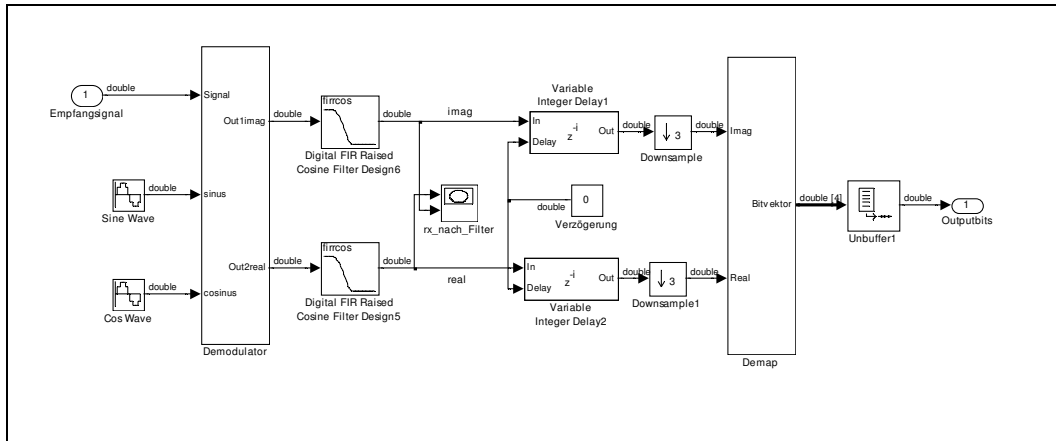 1
Empfangsignal
double
Sine Wave
double
Cos Wave
double
Signal
sinus
cosinus
Out1imag
Out2real
Demodulator
double
firrcos
double
Digital FIR Raised
Cosine Filter Design6
double
firrcos
double
Digital FIR Raised
Cosine Filter Design5
imag
real
rx_nach_Filter
Variable
Integer Delay1
In
Delay
Out
z
-i
double
0
double
Verzögerung
In
Delay
Out
z
-i
Variable
Integer Delay2
double
3
double
Downsample
double
3
double
Downsample1
Imag
Real
Bitvektor
Demap
double [4]
Unbuffer1
double
1
Outputbits